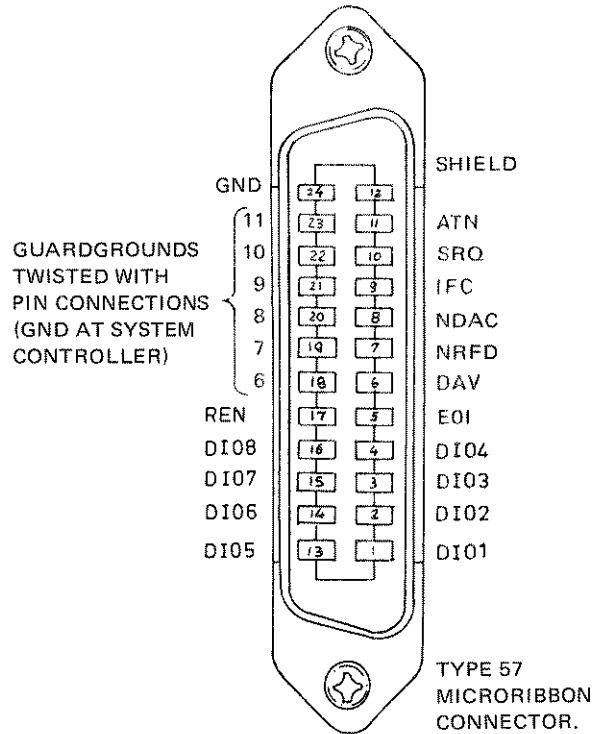 SHIELD
GND 24 12
11 23 11 ATN
10 22 10 SRQ
9 21 9 IFC
8 20 8 NDAC
7 19 7 NRFD
6 18 6 DAV
GUARDGROUNDS
TWISTED WITH
PIN CONNECTIONS
(GND AT SYSTEM
CONTROLLER)
REN 17 5 EOI
DIO8 16 4 DIO4
DIO7 15 3 DIO3
DIO6 14 2 DIO2
DIO5 13 1 DIO1
TYPE 57
MICRORIBBON
CONNECTOR.